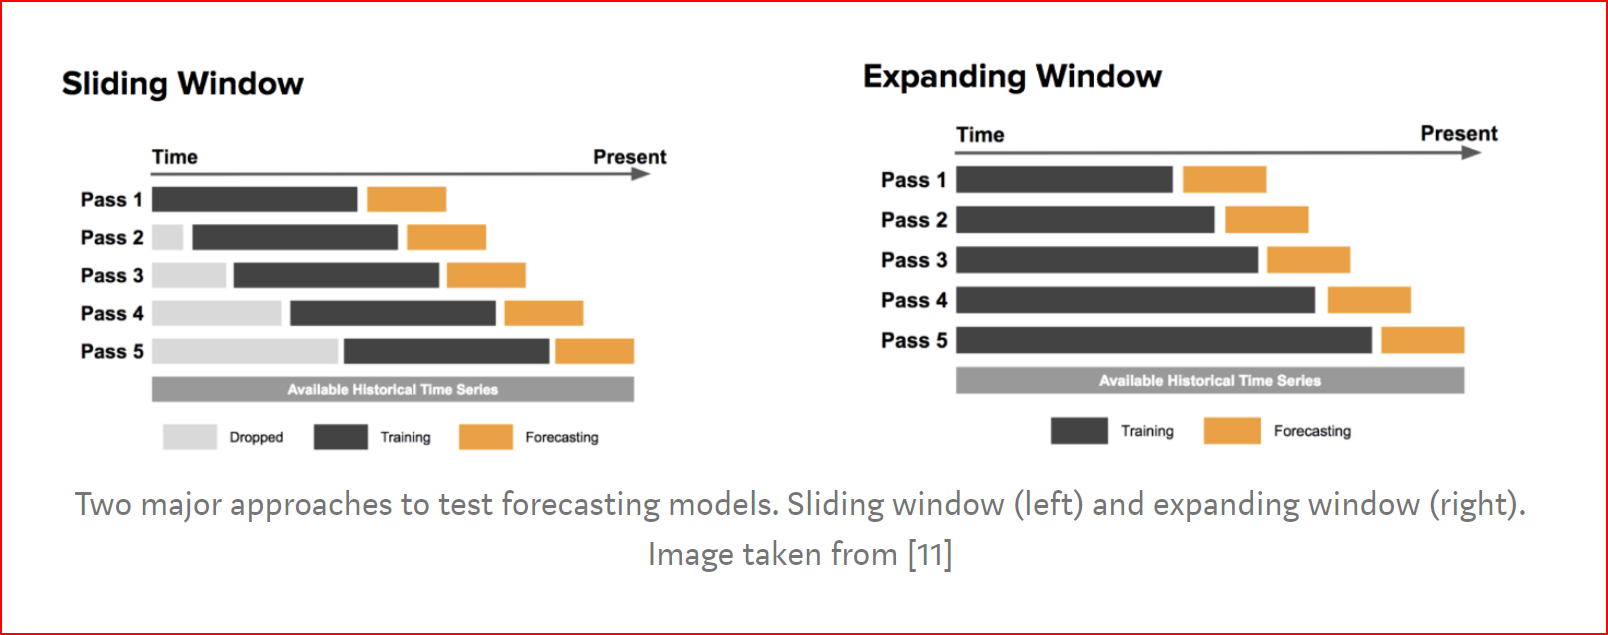 Sliding Window
Time
Present
Pass 1
Pass 2
Pass 3
Pass 4
Pass 5
Available Historical Time Series
Dropped
Training
Forecasting
Expanding Window
Time
Present
Pass 1
Pass 2
Pass 3
Pass 4
Pass 5
Available Historical Time Series
Training
Forecasting
Two major approaches to test forecasting models. Sliding window (left) and expanding window (right).
Image taken from [11]